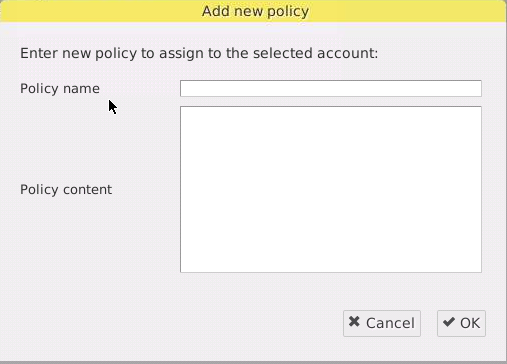 Add new policy
Enter new policy to assign to the selected account:
Policy name
Policy content
Cancel
OK